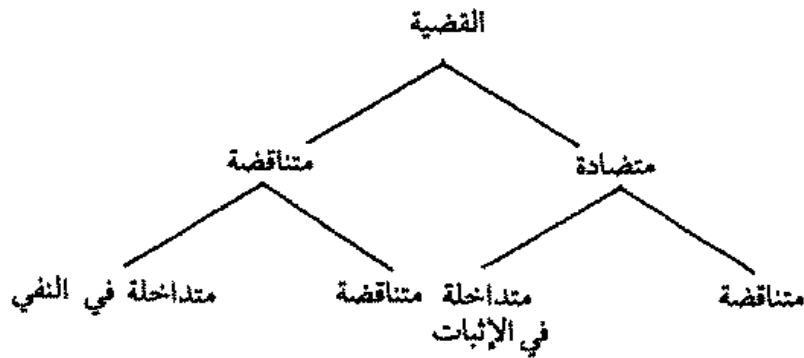 القضية
متضادة متناقضة
متناقضة متداخلة متناقضة متداخلة في النفي
في الإثبات